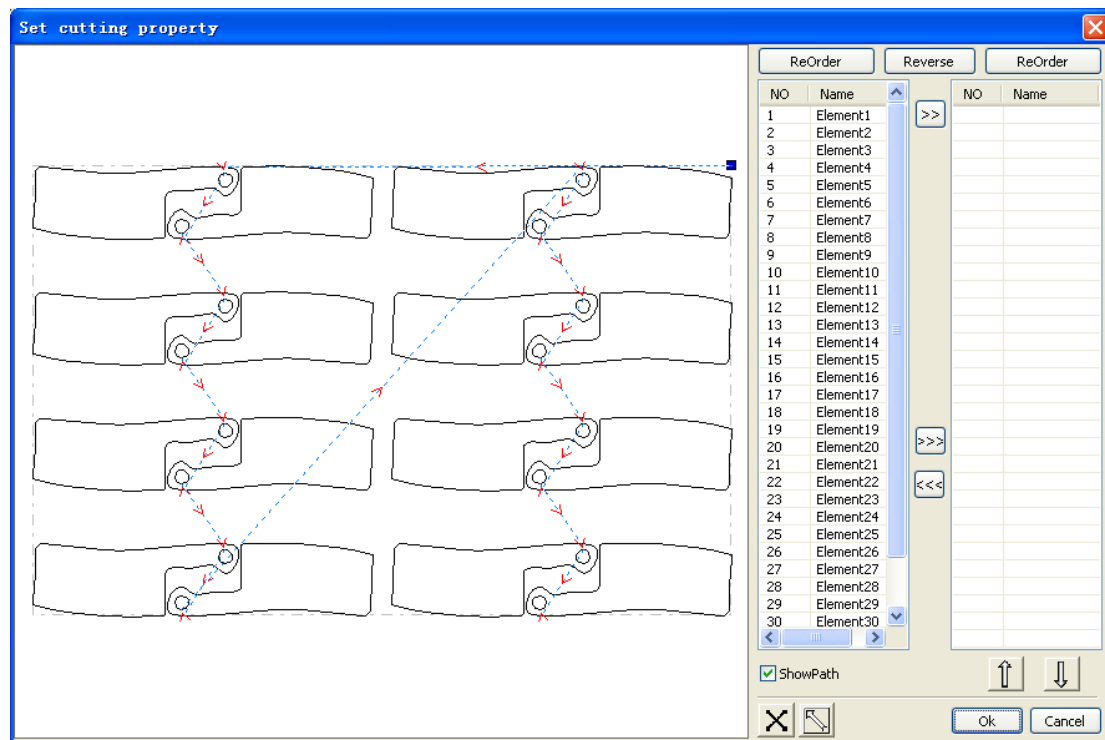 Set cutting property
ReOrder Reverse ReOrder
NO Name NO Name
1 Element1 >>
2 Element2
3 Element3
4 Element4
5 Element5
6 Element6
7 Element7
8 Element8
9 Element9
10 Element10
11 Element11
12 Element12
13 Element13
14 Element14
15 Element15
16 Element16
17 Element17
18 Element18
19 Element19
20 Element20 >>>
21 Element21
22 Element22 <<<
23 Element23
24 Element24
25 Element25
26 Element26
27 Element27
28 Element28
29 Element29
30 Element30
ShowPath
Ok Cancel